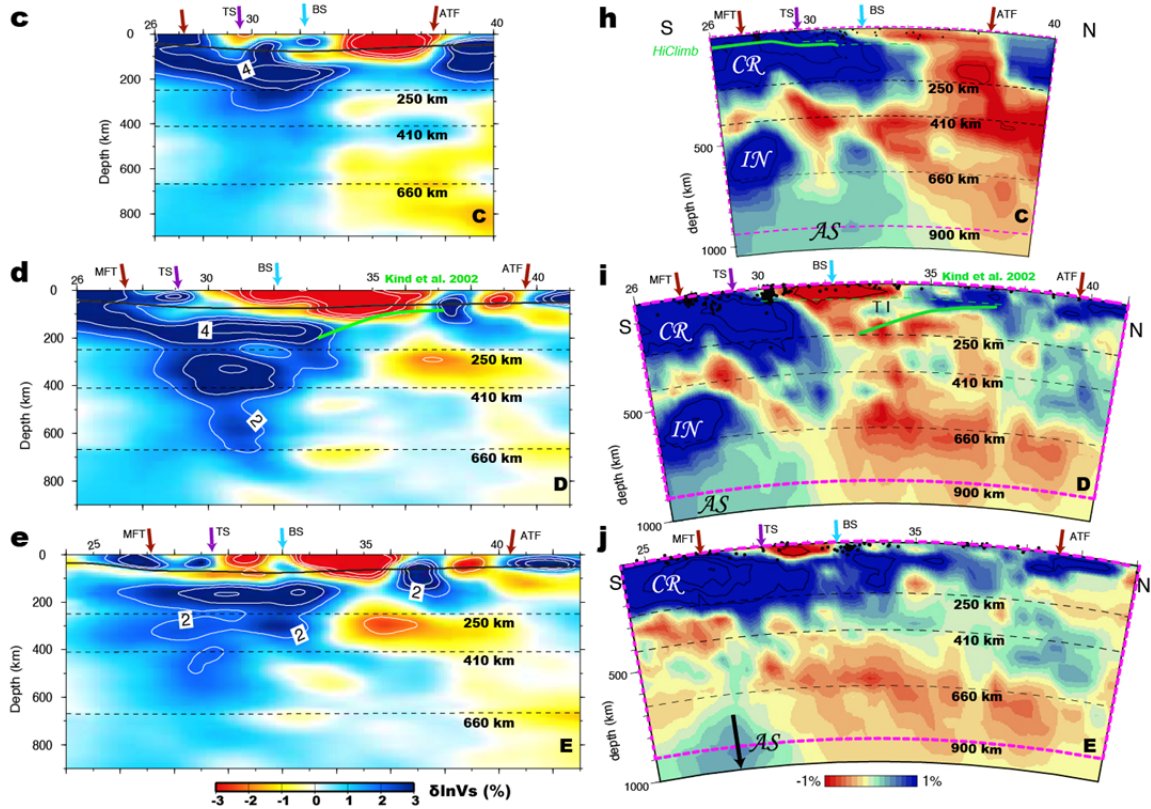 c
26
TS
30
BS
ATF
40
0
200
400
600
800
Depth (km)
4
250 km
410 km
660 km
C
d
26
MFT
TS
30
BS
35
Kind et al. 2002
ATF
40
0
200
400
600
800
Depth (km)
4
2
250 km
410 km
660 km
D
e
25
MFT
TS
BS
35
40
ATF
0
200
400
600
800
Depth (km)
2
2
2
250 km
410 km
660 km
E
-3
-2
-1
0
1
2
3
δlnVs (%)
h
S
26
MFT
TS
30
BS
ATF
40
N
HiClimb
CR
IN
AS
250 km
410 km
660 km
900 km
500
1000
depth (km)
C
i
26
MFT
TS
30
BS
35
Kind et al. 2002
ATF
40
S
N
CR
T I
IN
AS
250 km
410 km
660 km
900 km
500
1000
depth (km)
D
j
25
MFT
TS
BS
35
ATF
S
N
CR
AS
250 km
410 km
660 km
900 km
500
1000
depth (km)
E
-1%
1%